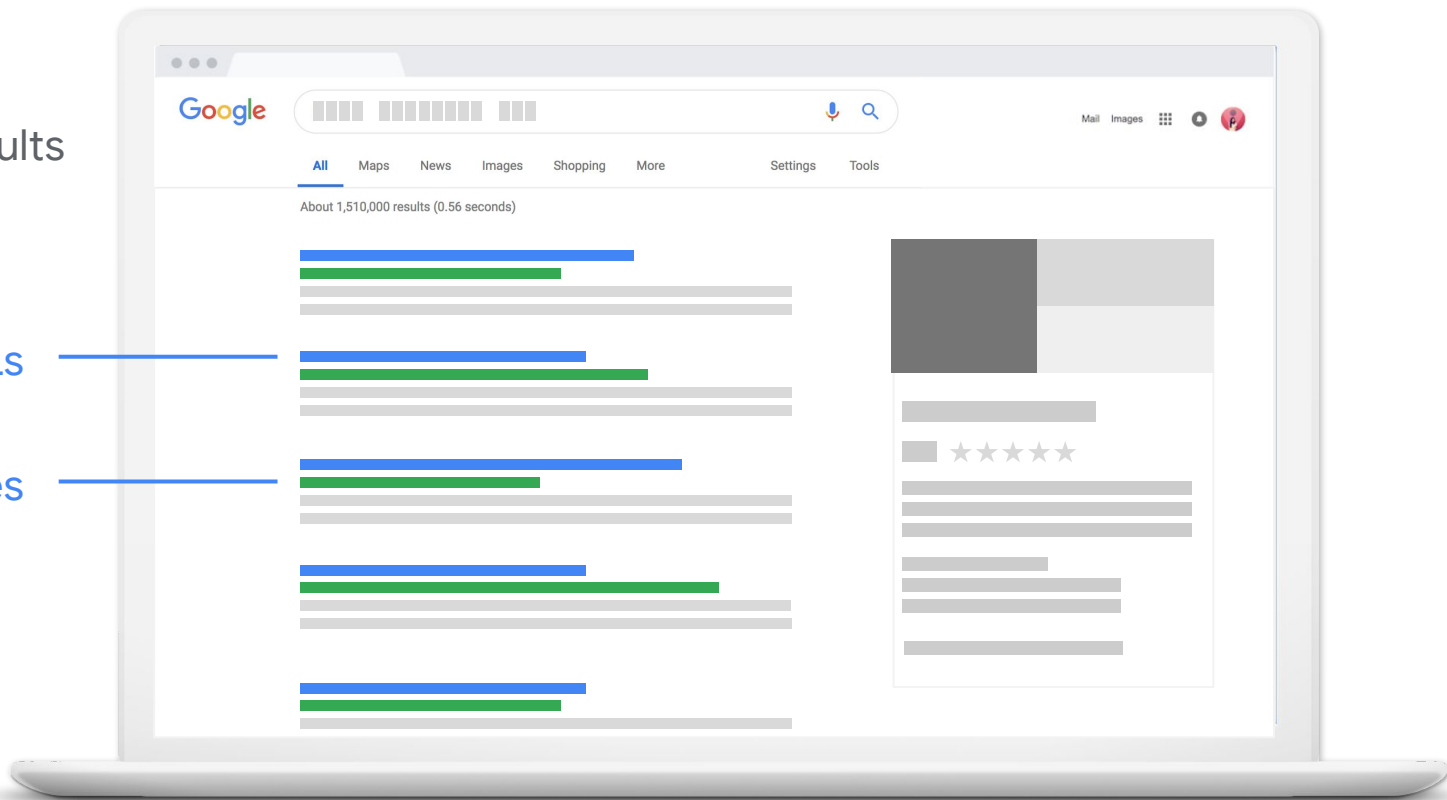 Google
Mail Images
ults
All Maps News Images Shopping More Settings Tools
About 1,510,000 results (0.56 seconds)